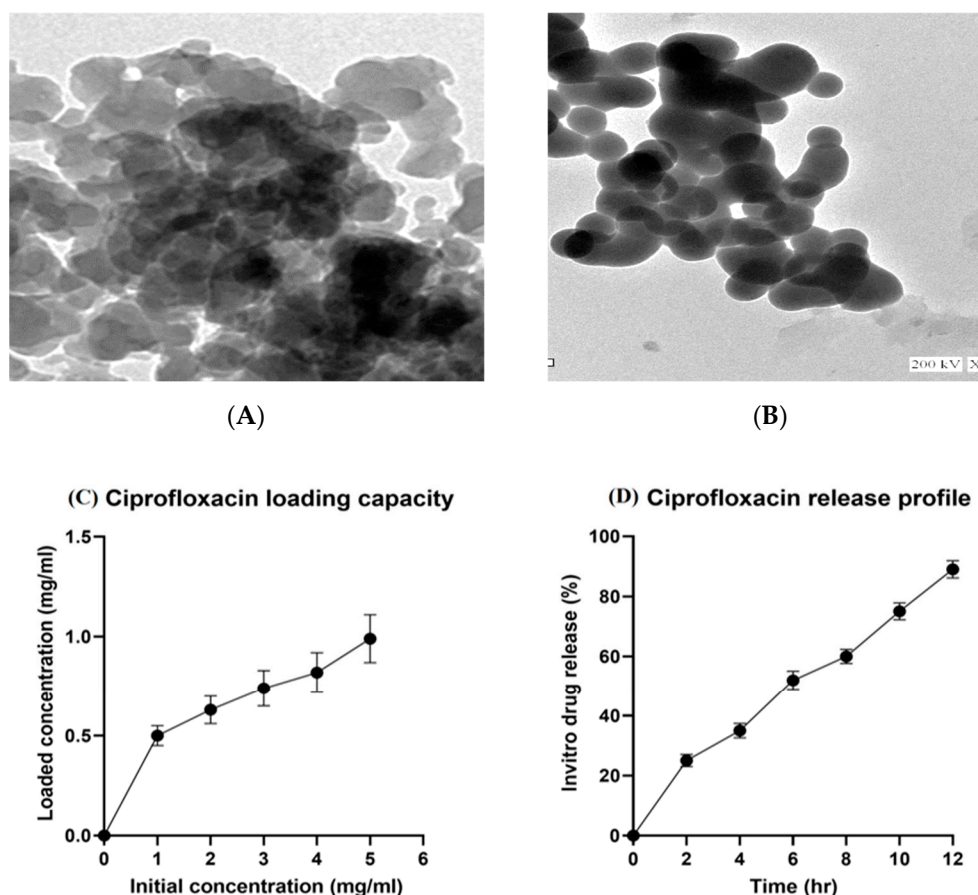 200 kV X
(A)
(B)
(C) Ciprofloxacin loading capacity
Loaded concentration (mg/ml)
1.5
1.0
0.5
0.0
0 1 2 3 4 5 6
Initial concentration (mg/ml)
(D) Ciprofloxacin release profile
Invitro drug release (%)
100
80
60
40
20
0
0 2 4 6 8 10 12
Time (hr)